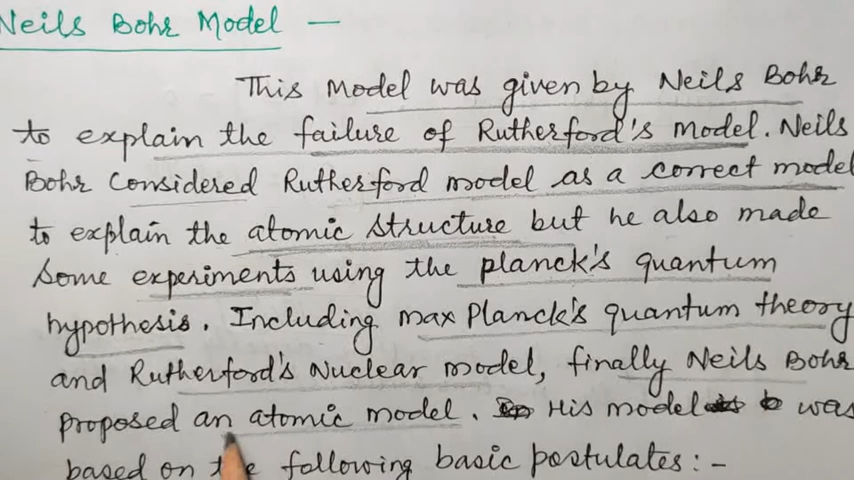 Neils Bohr Model —
This Model was given by Neils Bohr
to explain the failure of Rutherford's model. Neils
Bohr Considered Rutherford model as a correct model
to explain the atomic structure but he also made
some experiments using the planck's quantum
hypothesis. Including max Planck's quantum theory
and Rutherford's Nuclear model, finally Neils Bohr
proposed an atomic model. His model was
based on the following basic postulates:-